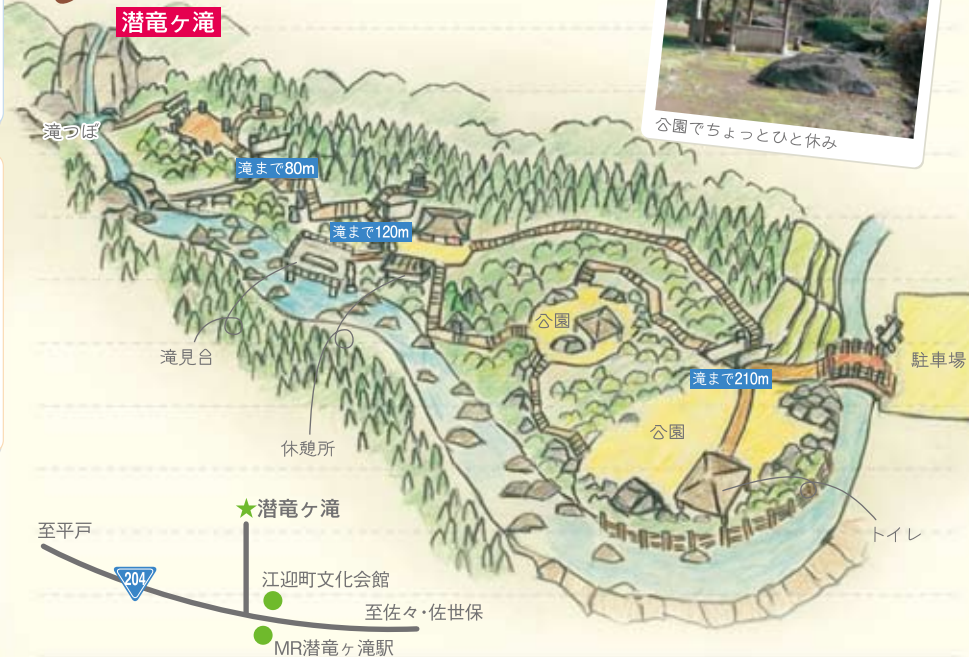 潜竜ヶ滝
公園でちょっとひと休み
滝つぼ
滝まで80m
滝まで120m
滝見台
休憩所
公園
滝まで210m
駐車場
公園
トイレ
★潜竜ヶ滝
至平戸
204
江迎町文化会館
至佐々・佐世保
MR潜竜ヶ滝駅